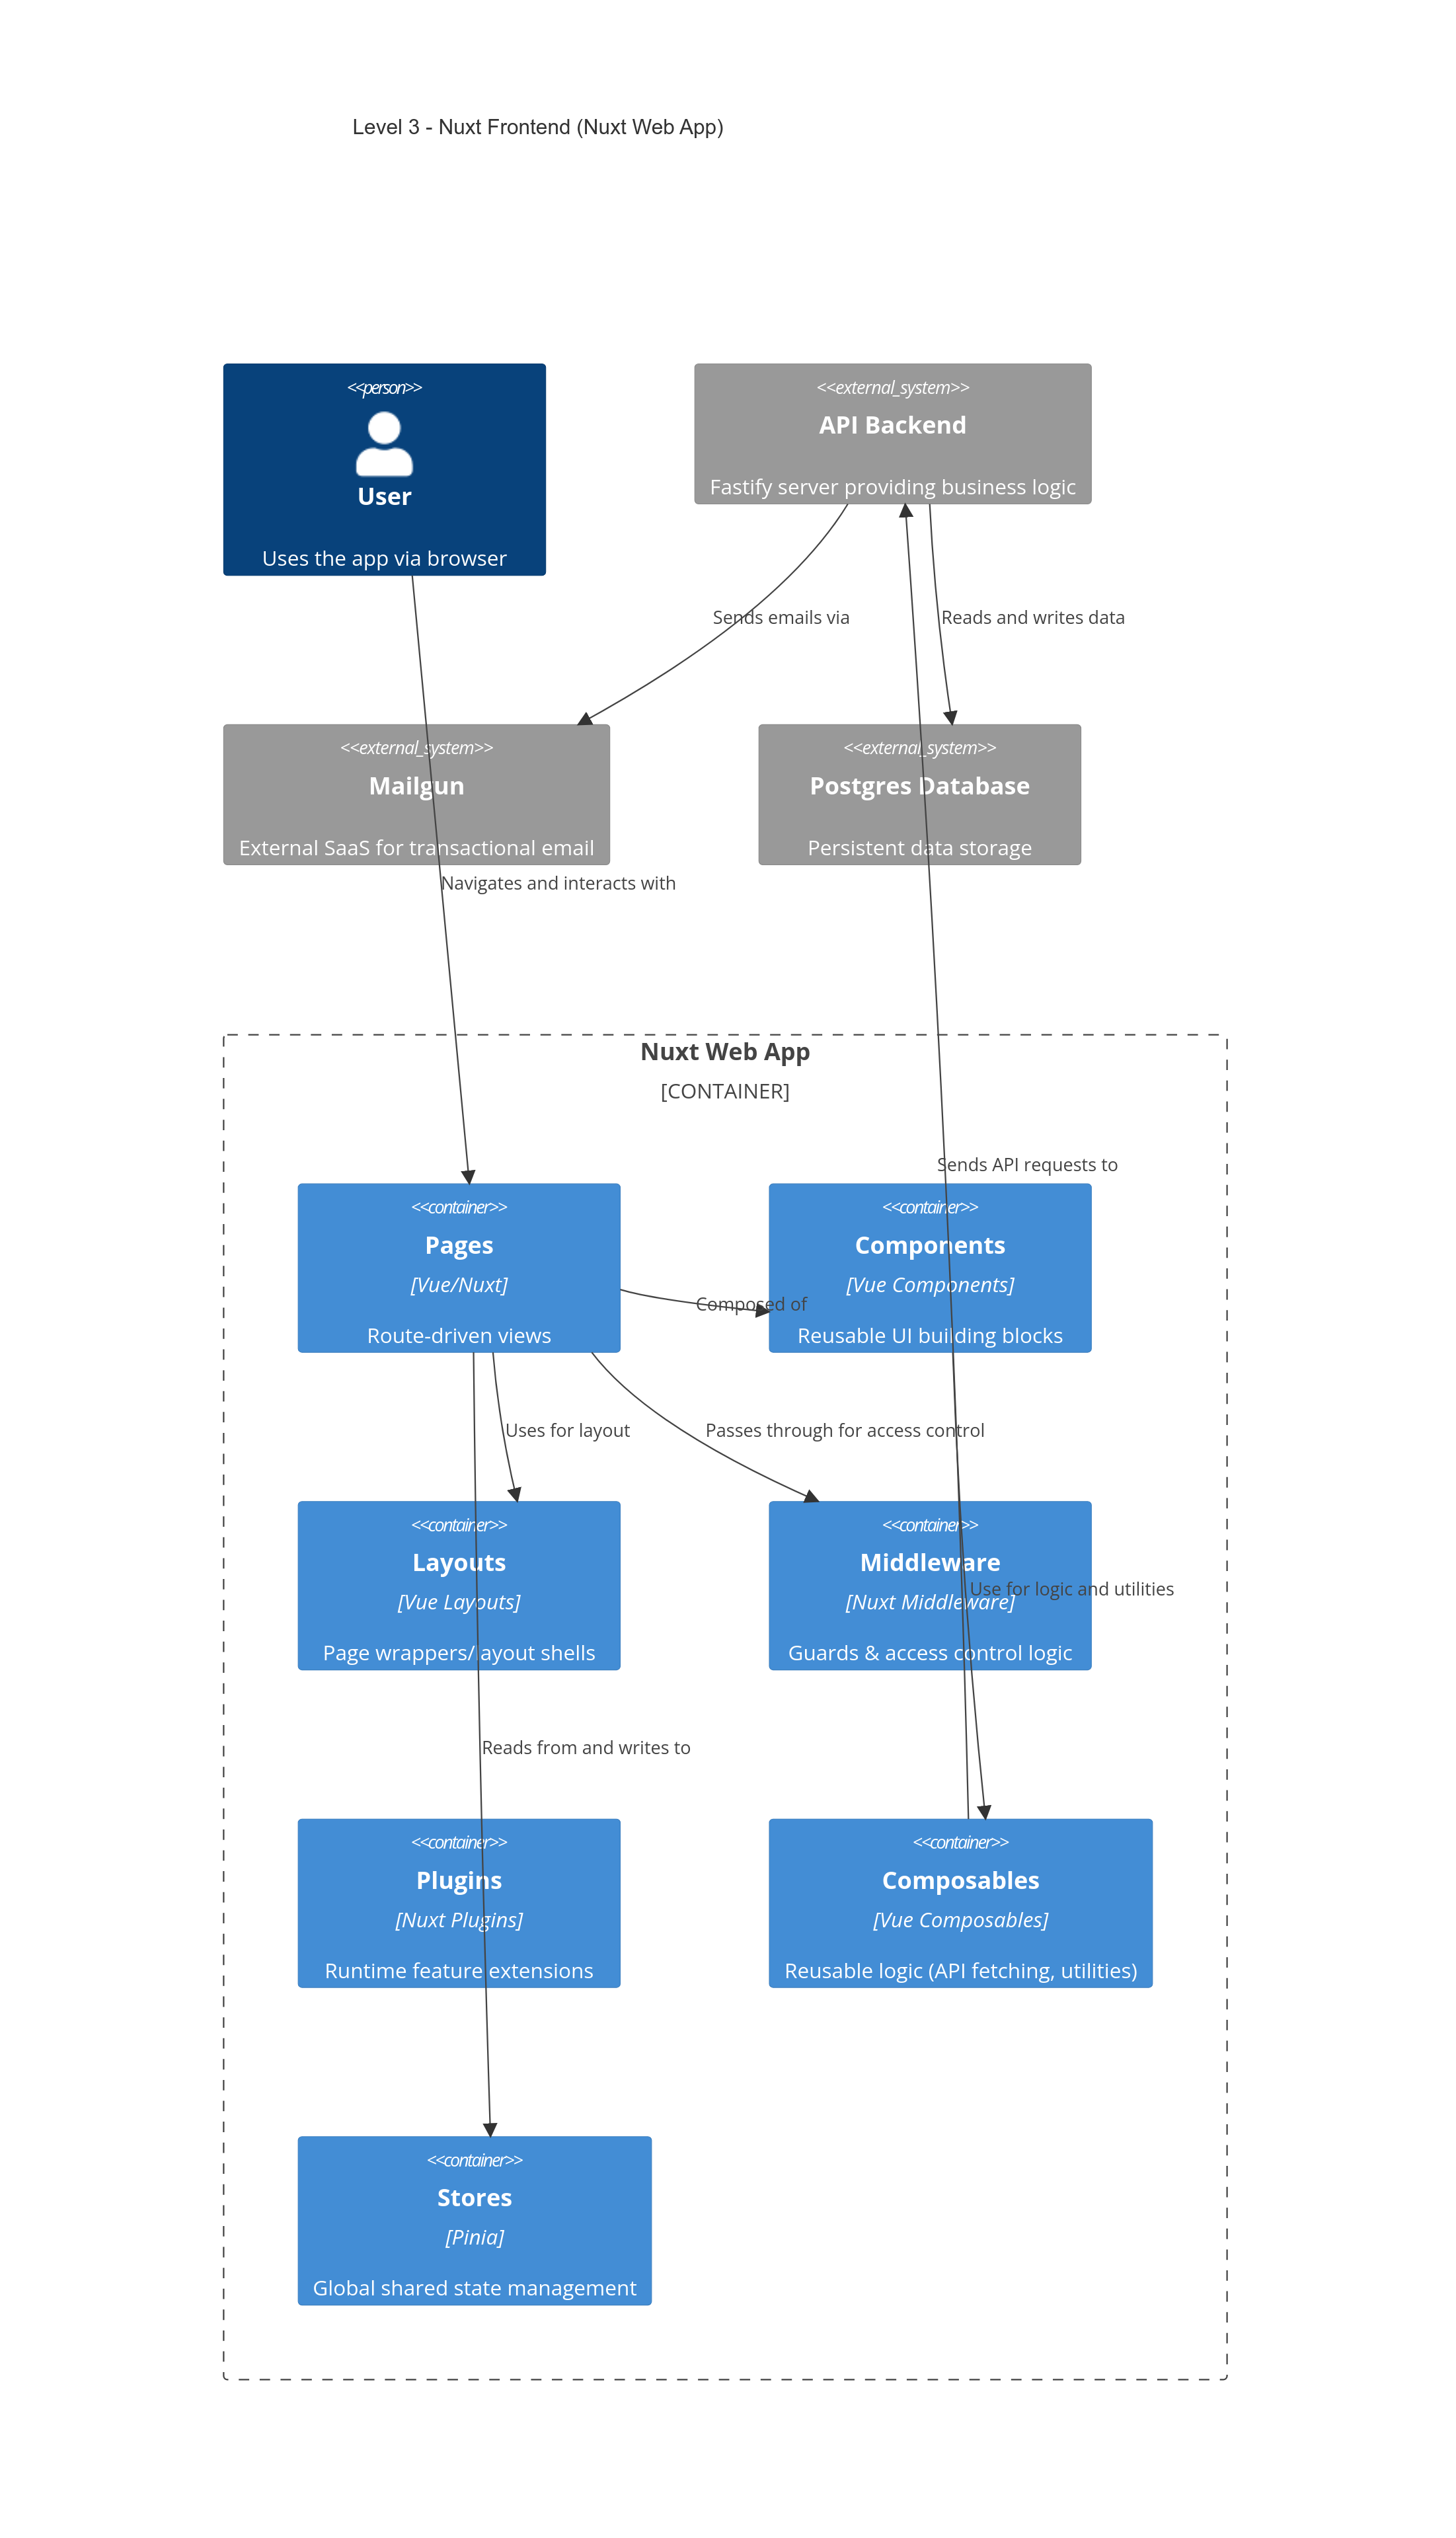 Level 3 - Nuxt Frontend (Nuxt Web App)
<<person>>
User
Uses the app via browser
<<external_system>>
API Backend
Fastify server providing business logic
Sends emails via
Reads and writes data
<<external_system>>
Mailgun
External SaaS for transactional email
<<external_system>>
Postgres Database
Persistent data storage
Navigates and interacts with
Nuxt Web App
[CONTAINER]
Sends API requests to
<<container>>
Pages
[Vue/Nuxt]
Route-driven views
Composed of
<<container>>
Components
[Vue Components]
Reusable UI building blocks
Uses for layout
Passes through for access control
<<container>>
Layouts
[Vue Layouts]
Page wrappers/layout shells
<<container>>
Middleware
[Nuxt Middleware]
Guards & access control logic
Use for logic and utilities
Reads from and writes to
<<container>>
Plugins
[Nuxt Plugins]
Runtime feature extensions
<<container>>
Composables
[Vue Composables]
Reusable logic (API fetching, utilities)
<<container>>
Stores
[Pinia]
Global shared state management